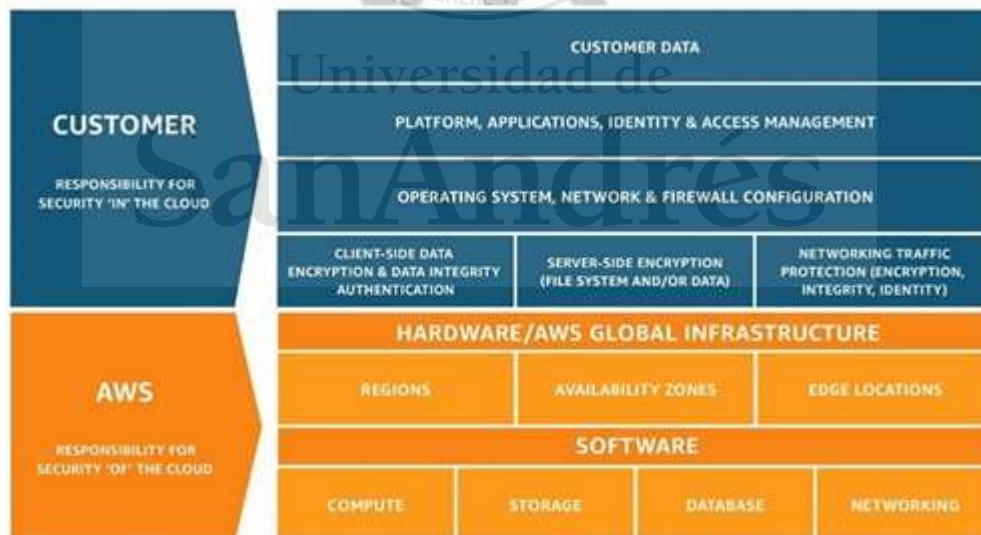 CUSTOMER DATA
Universidad de
PLATFORM, APPLICATIONS, IDENTITY & ACCESS MANAGEMENT
CUSTOMER
SanAndrés
RESPONSIBILITY FOR
SECURITY 'IN' THE CLOUD
OPERATING SYSTEM, NETWORK & FIREWALL CONFIGURATION
CLIENT-SIDE DATA
ENCRYPTION & DATA INTEGRITY
AUTHENTICATION
SERVER-SIDE ENCRYPTION
(FILE SYSTEM AND/OR DATA)
NETWORKING TRAFFIC
PROTECTION (ENCRYPTION,
INTEGRITY, IDENTITY)
HARDWARE/AWS GLOBAL INFRASTRUCTURE
AWS
RESPONSIBILITY FOR
SECURITY 'OF' THE CLOUD
REGIONS
AVAILABILITY ZONES
EDGE LOCATIONS
SOFTWARE
COMPUTE
STORAGE
DATABASE
NETWORKING